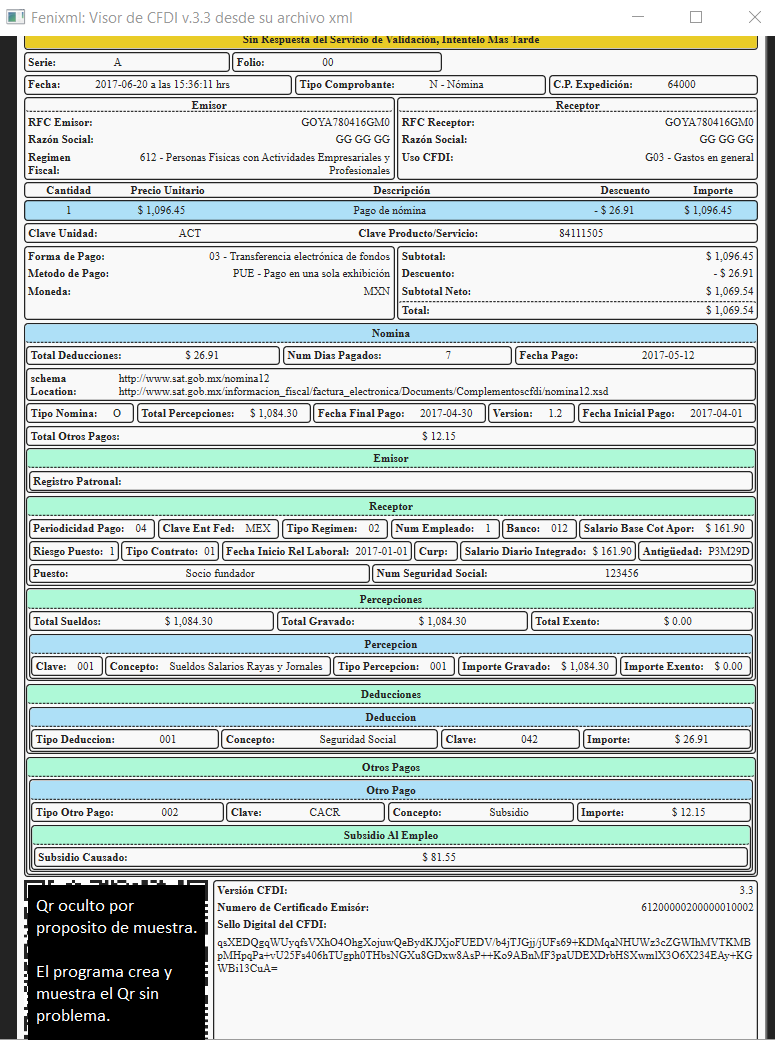 Fenixml: Visor de CFDI v.3.3 desde su archivo xml
Sin Respuesta del Servicio de Validación, Intentelo Mas Tarde
Serie: A Folio: 00
Fecha: 2017-06-20 a las 15:36:11 hrs Tipo Comprobante: N - Nómina C.P. Expedición: 64000
Emisor Receptor
RFC Emisor: GOYA780416GM0 RFC Receptor: GOYA780416GM0
Razón Social: GG GG GG Razón Social: GG GG GG
Regimen Fiscal: 612 - Personas Físicas con Actividades Empresariales y Profesionales Uso CFDI: G03 - Gastos en general
Cantidad Precio Unitario Descripción Descuento Importe
1 $ 1,096.45 Pago de nómina - $ 26.91 $ 1,096.45
Clave Unidad: ACT Clave Producto/Servicio: 84111505
Forma de Pago: 03 - Transferencia electrónica de fondos Subtotal: $ 1,096.45
Metodo de Pago: PUE - Pago en una sola exhibición Descuento: - $ 26.91
Moneda: MXN Subtotal Neto: $ 1,069.54
Total: $ 1,069.54
Nomina
Total Deducciones: $ 26.91 Num Dias Pagados: 7 Fecha Pago: 2017-05-12
schema Location: http://www.sat.gob.mx/nomina12
http://www.sat.gob.mx/informacion_fiscal/factura_electronica/Documents/Complementoscfdi/nomina12.xsd
Tipo Nomina: O Total Percepciones: $ 1,084.30 Fecha Final Pago: 2017-04-30 Version: 1.2 Fecha Inicial Pago: 2017-04-01
Total Otros Pagos: $ 12.15
Emisor
Registro Patronal:
Receptor
Periodicidad Pago: 04 Clave Ent Fed: MEX Tipo Regimen: 02 Num Empleado: 1 Banco: 012 Salario Base Cot Apor: $ 161.90
Riesgo Puesto: 1 Tipo Contrato: 01 Fecha Inicio Rel Laboral: 2017-01-01 Curp: Salario Diario Integrado: $ 161.90 Antigüedad: P3M29D
Puesto: Socio fundador Num Seguridad Social: 123456
Percepciones
Total Sueldos: $ 1,084.30 Total Gravado: $ 1,084.30 Total Exento: $ 0.00
Percepcion
Clave: 001 Concepto: Sueldos Salarios Rayas y Jornales Tipo Percepcion: 001 Importe Gravado: $ 1,084.30 Importe Exento: $ 0.00
Deducciones
Deduccion
Tipo Deduccion: 001 Concepto: Seguridad Social Clave: 042 Importe: $ 26.91
Otros Pagos
Otro Pago
Tipo Otro Pago: 002 Clave: CACR Concepto: Subsidio Importe: $ 12.15
Subsidio Al Empleo
Subsidio Causado: $ 81.55
Qr oculto por
proposito de muestra.
El programa crea y
muestra el Qr sin
problema.
Versión CFDI: 3.3
Numero de Certificado Emisór: 61200000200000010002
Sello Digital del CFDI:
qsXEDQgqWUyqfsVXhO4OhgXojuwQeBydKJXjoFUEDV/b4jTJGjj/jUFs69+KDMqaNHUWz3cZGWIhMVTKMB
pMHpqPa+vU25Fs406hTUgph0THbsNGXu8GDxw8AsP++Ko9ABnMF3paUDEXDrbHSXwmlX3O6X234EAy+KG
WBi13CuA=